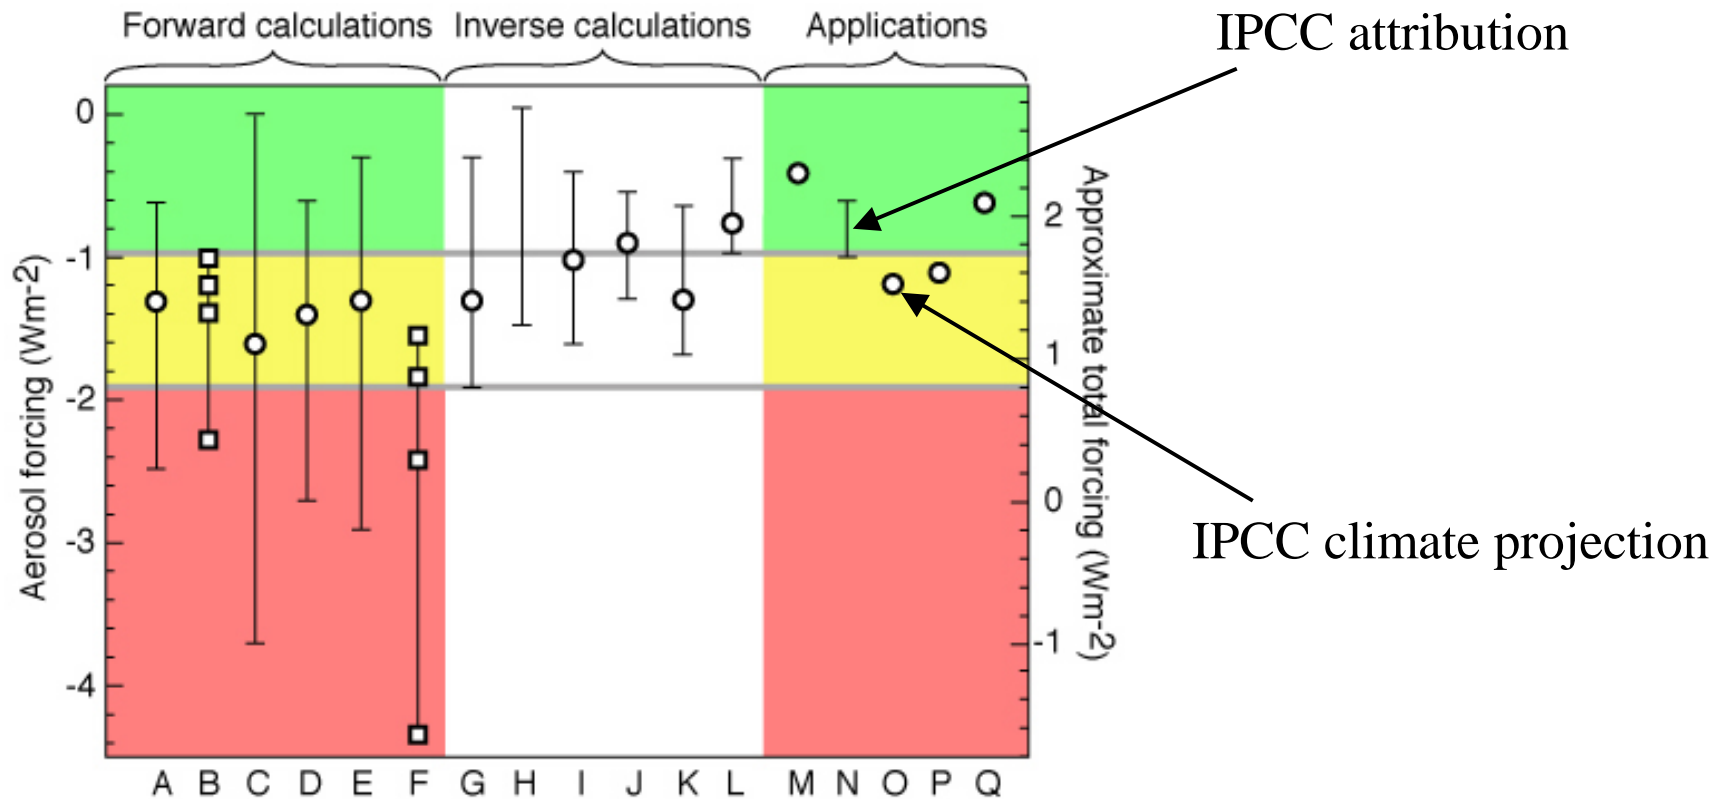 Forward calculations Inverse calculations Applications
IPCC attribution
0
-1
-2
-3
-4
Aerosol forcing (Wm-2)
2
1
0
-1
Approximate total forcing (Wm-2)
IPCC climate projection
A B C D E F G H I J K L M N O P Q